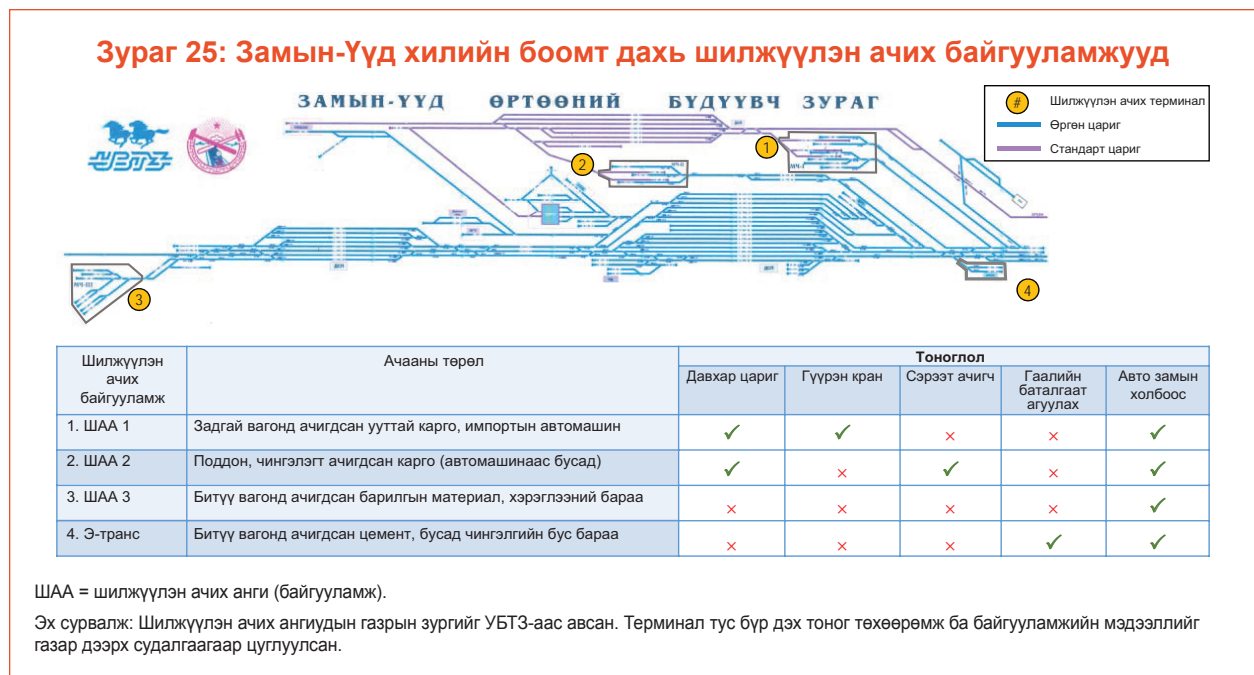 Зураг 25: Замын-Үүд хилийн боомт дахь шилжүүлэн ачих байгууламжууд
ЗАМЫН-ҮҮД ӨРТӨӨНИЙ БҮДҮҮВЧ ЗУРАГ
# Шилжүүлэн ачих терминал
Өргөн цариг
Стандарт цариг
УБТЗ
1
2
3
4
Шилжүүлэн ачих байгууламж
Ачааны төрөл
Тоноглол
Давхар цариг
Гүүрэн кран
Сэрээт ачигч
Гаалийн баталгаат агуулах
Авто замын холбоос
1. ШАА 1 Задгай вагонд ачигдсан ууттай карго, импортын автомашин ✓ ✓ × × ✓
2. ШАА 2 Поддон, чингэлэгт ачигдсан карго (автомашинаас бусад) ✓ × ✓ × ✓
3. ШАА 3 Битүү вагонд ачигдсан барилгын материал, хэрэглээний бараа × × × × ✓
4. Э-транс Битүү вагонд ачигдсан цемент, бусад чингэлгийн бус бараа × × × ✓ ✓
ШАА = шилжүүлэн ачих анги (байгууламж).
Эх сурвалж: Шилжүүлэн ачих ангиудын газрын зургийг УБТЗ-аас авсан. Терминал тус бүр дэх тоног төхөөрөмж ба байгууламжийн мэдээллийг
газар дээрх судалгаагаар цуглуулсан.